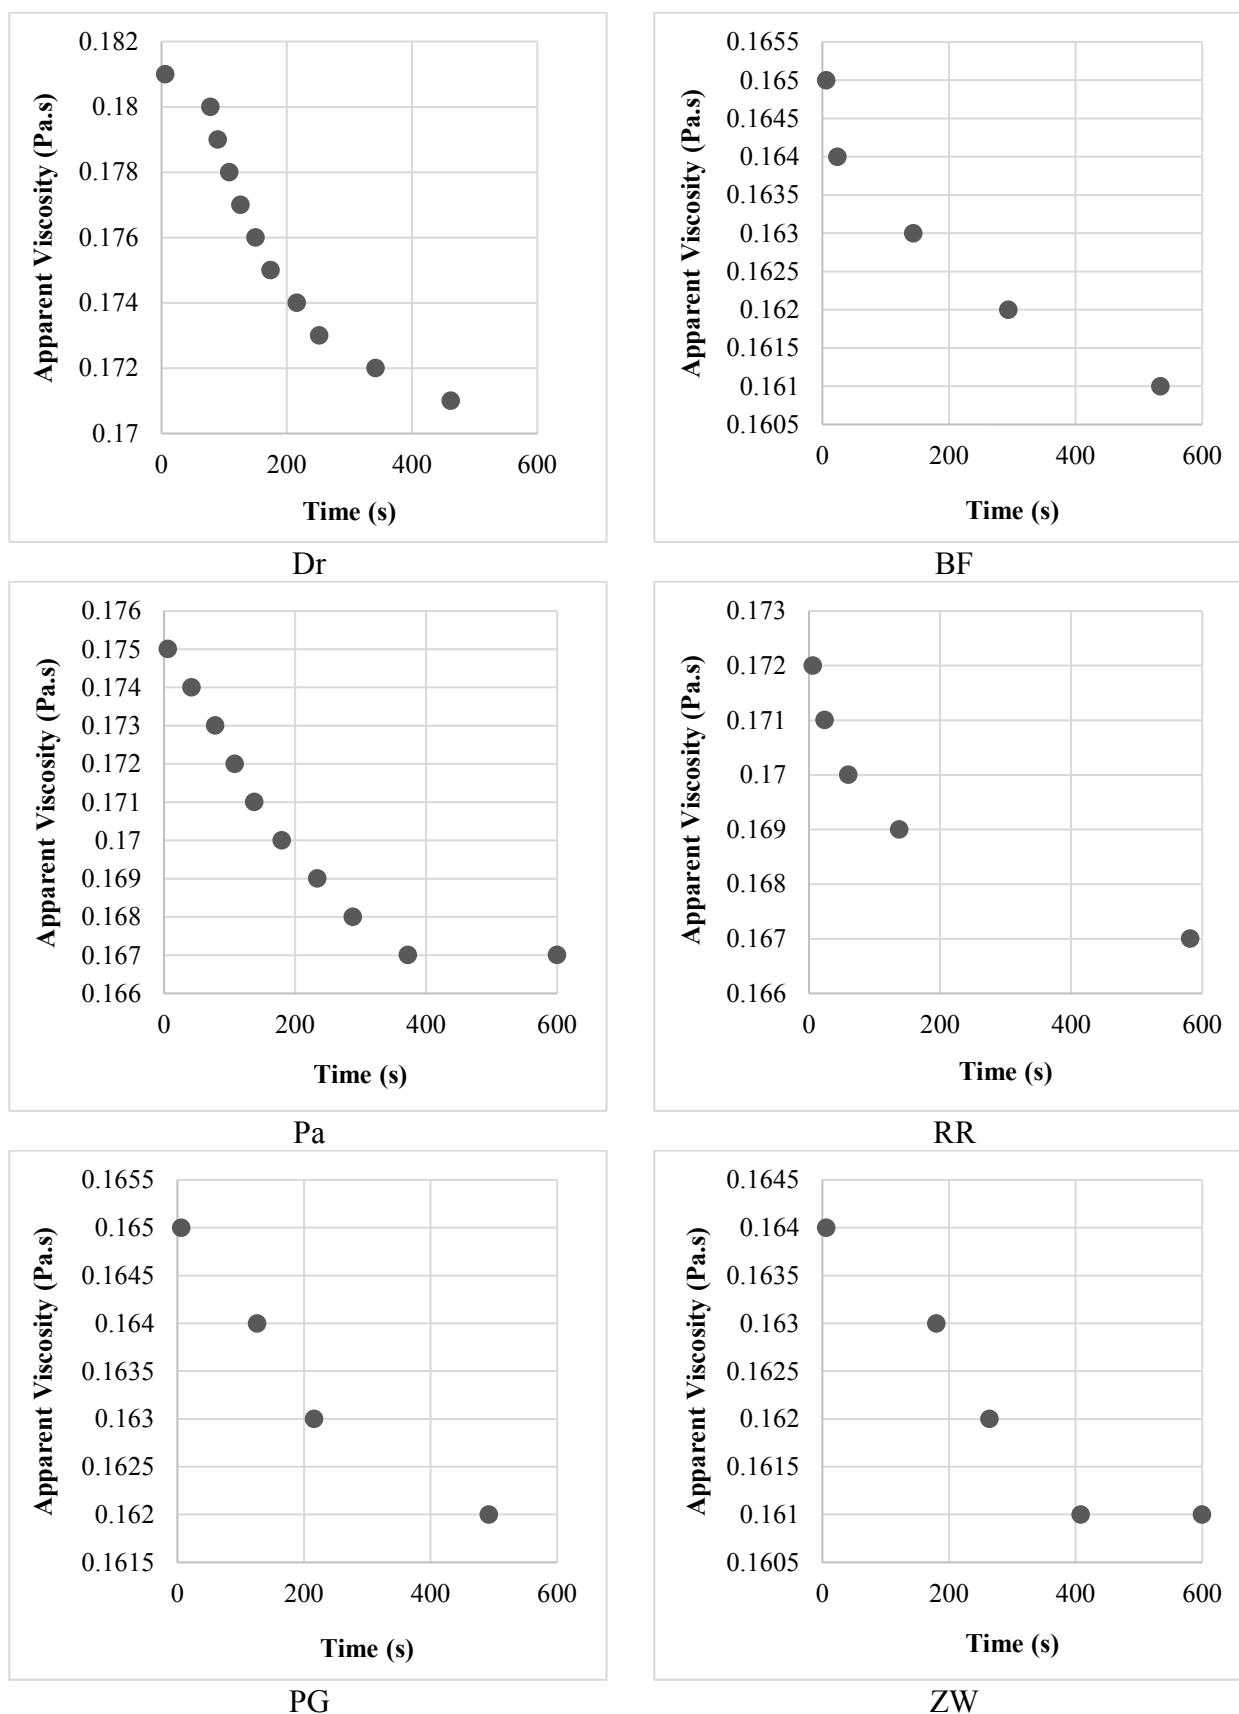 0.182
0.18
0.178
0.176
0.174
0.172
0.17
Apparent Viscosity (Pa.s)
0 200 400 600
Time (s)
Dr
0.1655
0.165
0.1645
0.164
0.1635
0.163
0.1625
0.162
0.1615
0.161
0.1605
Apparent Viscosity (Pa.s)
0 200 400 600
Time (s)
BF
0.176
0.175
0.174
0.173
0.172
0.171
0.17
0.169
0.168
0.167
0.166
Apparent Viscosity (Pa.s)
0 200 400 600
Time (s)
Pa
0.173
0.172
0.171
0.17
0.169
0.168
0.167
0.166
Apparent Viscosity (Pa.s)
0 200 400 600
Time (s)
RR
0.1655
0.165
0.1645
0.164
0.1635
0.163
0.1625
0.162
0.1615
Apparent Viscosity (Pa.s)
0 200 400 600
Time (s)
PG
0.1645
0.164
0.1635
0.163
0.1625
0.162
0.1615
0.161
0.1605
Apparent Viscosity (Pa.s)
0 200 400 600
Time (s)
ZW